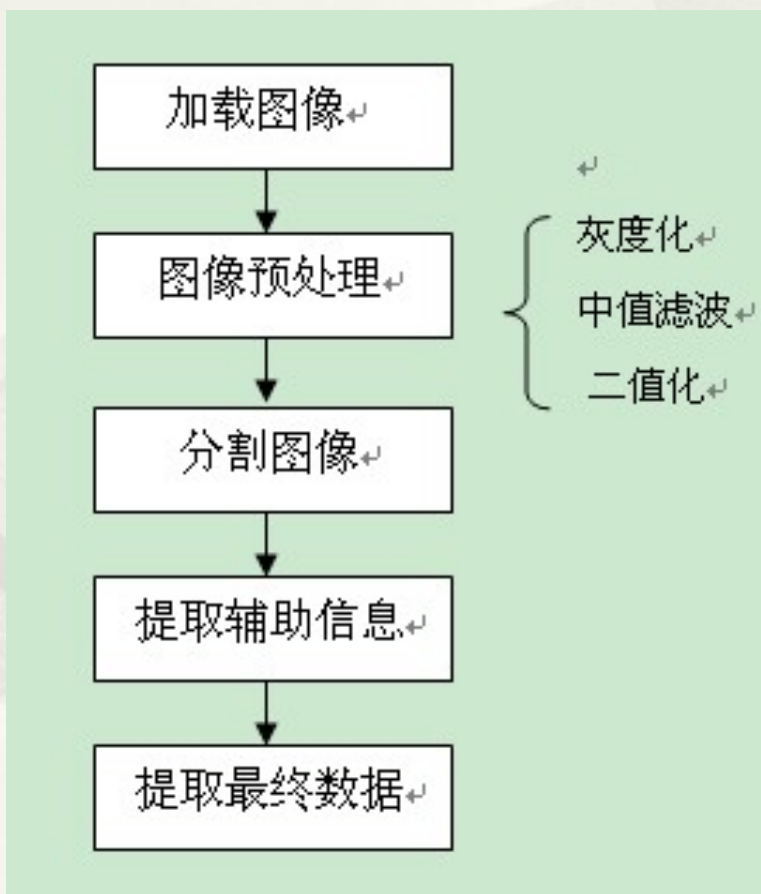 加载图像
图像预处理
灰度化
中值滤波
二值化
分割图像
提取辅助信息
提取最终数据